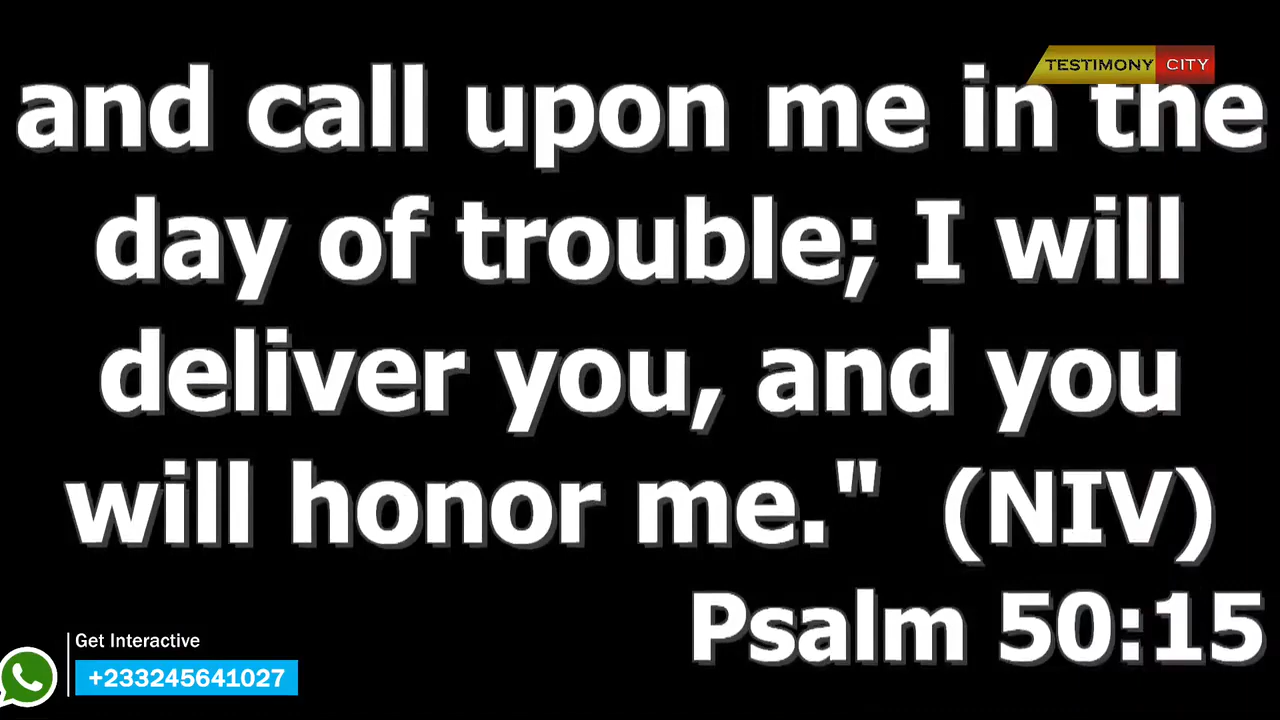 TESTIMONY CITY
and call upon me in the
day of trouble; I will
deliver you, and you
will honor me." (NIV)
Psalm 50:15
Get Interactive
+233245641027